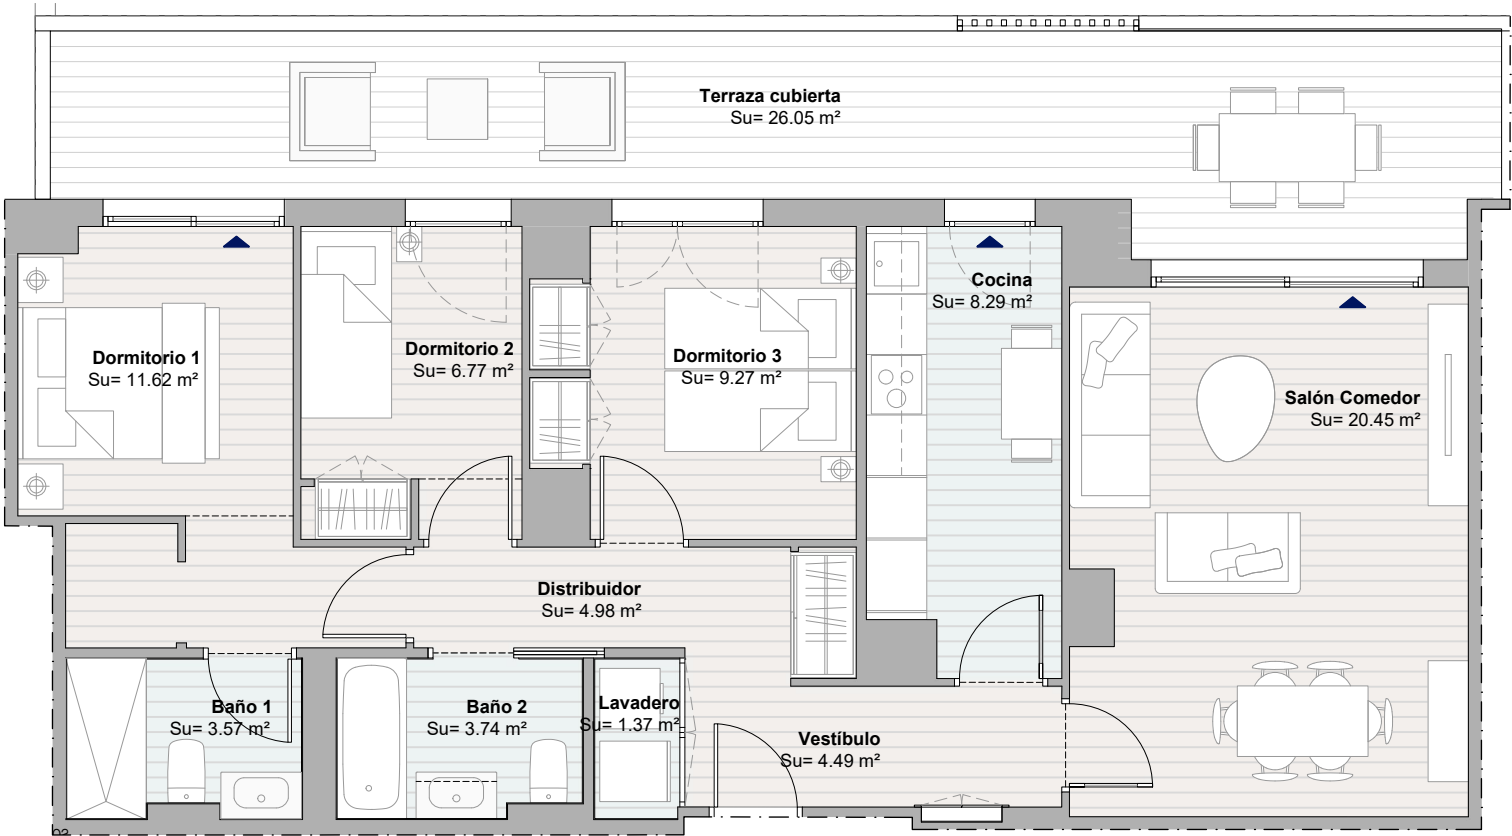 Terraza cubierta
Su= 26.05 m²
Cocina
Su= 8.29 m²
Dormitorio 1
Su= 11.62 m²
Dormitorio 2
Su= 6.77 m²
Dormitorio 3
Su= 9.27 m²
Salón Comedor
Su= 20.45 m²
Distribuidor
Su= 4.98 m²
Baño 1
Su= 3.57 m²
Baño 2
Su= 3.74 m²
Lavadero
Su= 1.37 m²
Vestíbulo
Su= 4.49 m²